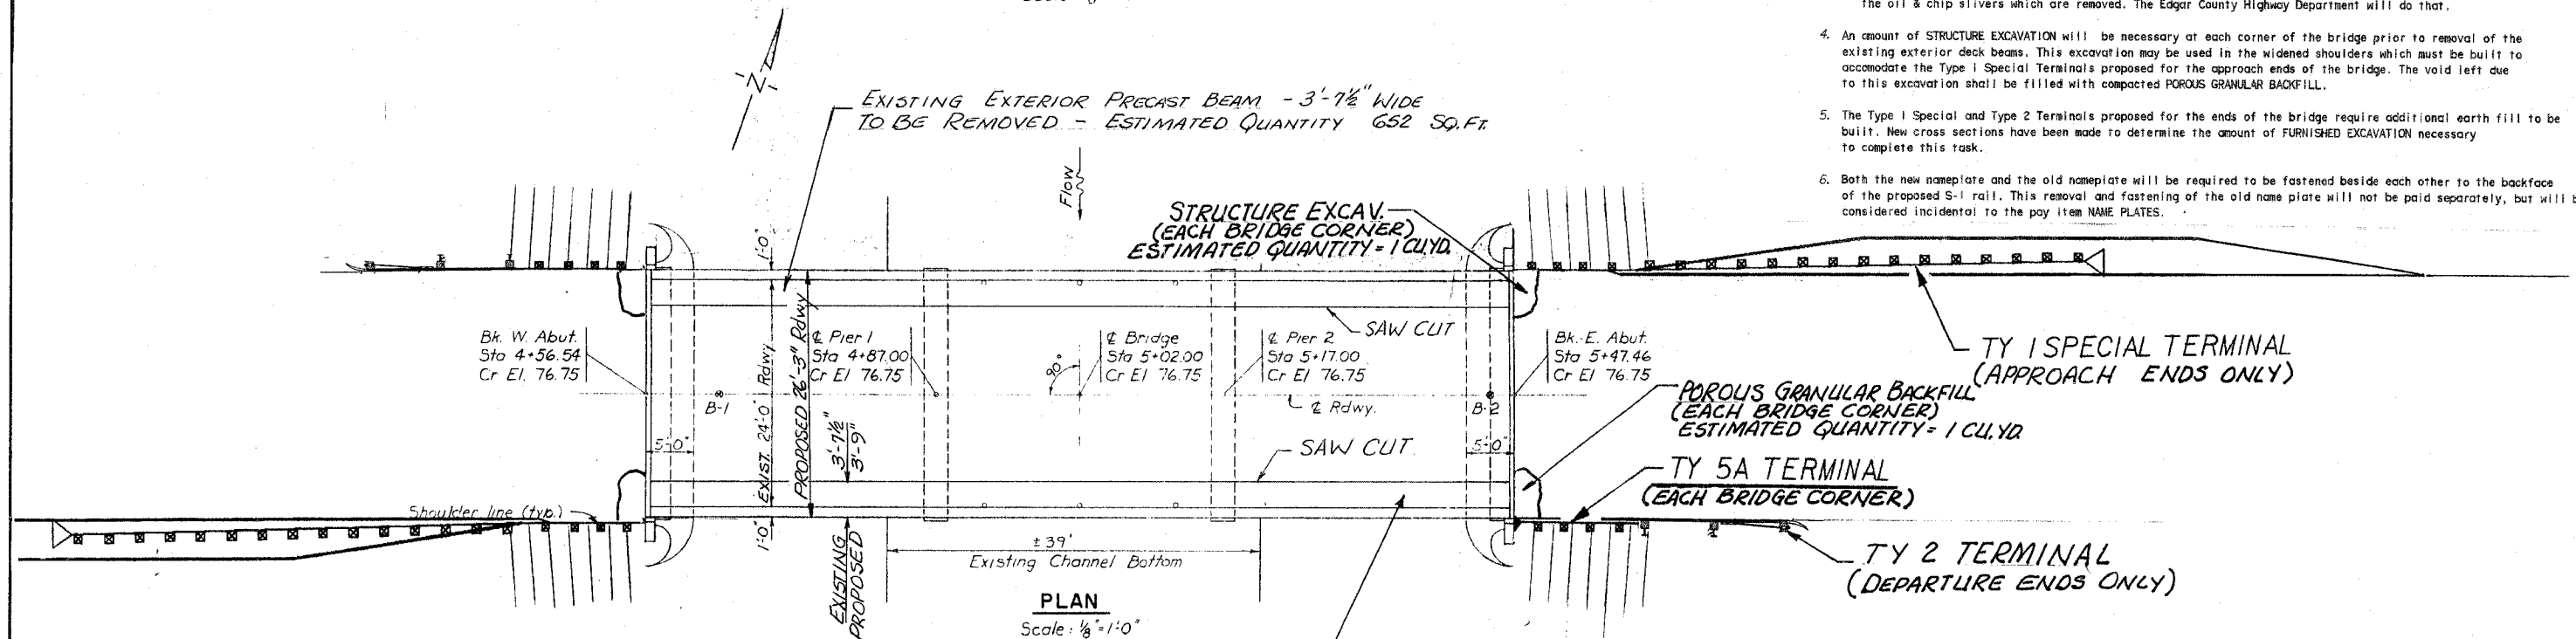 the oil & chip slivers which are removed. The Edgar County Highway Department will do that.
4. An amount of STRUCTURE EXCAVATION will be necessary at each corner of the bridge prior to removal of the
existing exterior deck beams. This excavation may be used in the widened shoulders which must be built to
accomodate the Type 1 Special Terminals proposed for the approach ends of the bridge. The void left due
to this excavation shall be filled with compacted POROUS GRANULAR BACKFILL.
5. The Type 1 Special and Type 2 Terminals proposed for the ends of the bridge require additional earth fill to be
built. New cross sections have been made to determine the amount of FURNISHED EXCAVATION necessary
to complete this task.
6. Both the new nameplate and the old nameplate will be required to be fastened beside each other to the backface
of the proposed S-1 rail. This removal and fastening of the old name plate will not be paid separately, but will b
considered incidental to the pay item NAME PLATES.
N
EXISTING EXTERIOR PRECAST BEAM - 3'-7½" WIDE
TO BE REMOVED - ESTIMATED QUANTITY 652 SQ.FT.
Flow
STRUCTURE EXCAV.
(EACH BRIDGE CORNER)
ESTIMATED QUANTITY = 1 CU.YD.
1'-0"
SAW CUT
Bk. W. Abut.
Sta 4+56.54
Cr El. 76.75
EXIST. 24'-0" Rdwy
PROPOSED 26'-3" Rdwy
℄ Pier 1
Sta 4+87.00
Cr El 76.75
90°
℄ Bridge
Sta 5+02.00
Cr El 76.75
℄ Pier 2
Sta 5+17.00
Cr El 76.75
Bk. E. Abut.
Sta 5+47.46
Cr El 76.75
TY 1 SPECIAL TERMINAL
(APPROACH ENDS ONLY)
B-1
℄ Rdwy.
B-2
POROUS GRANULAR BACKFILL
(EACH BRIDGE CORNER)
ESTIMATED QUANTITY = 1 CU. YD.
5'-0"
3'-7½"
3'-9"
SAW CUT
5'-0"
TY 5A TERMINAL
(EACH BRIDGE CORNER)
Shoulder line (typ.)
1'-0"
EXISTING
PROPOSED
±39'
Existing Channel Bottom
TY 2 TERMINAL
(DEPARTURE ENDS ONLY)
PLAN
Scale: ⅛"=1'-0"